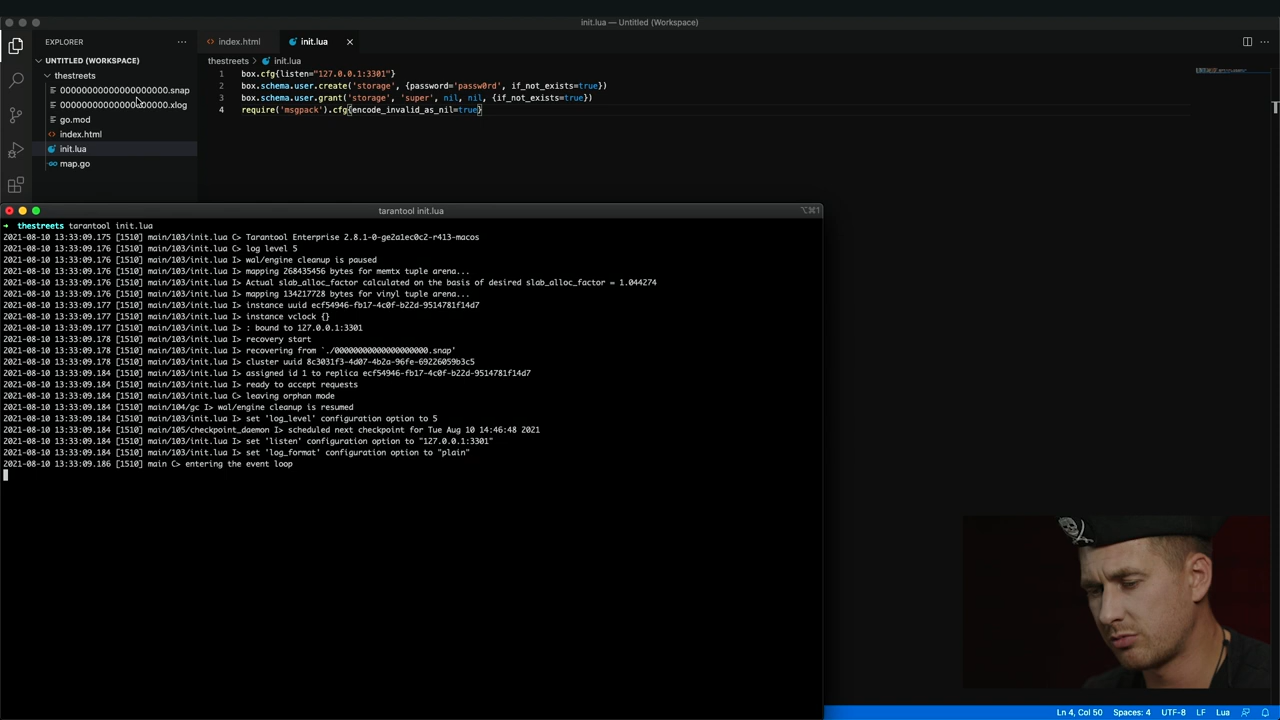 init.lua — Untitled (Workspace)
EXPLORER
UNTITLED (WORKSPACE)
thestreets
00000000000000000000.snap
00000000000000000000.xlog
go.mod
index.html
init.lua
map.go
index.html
init.lua
thestreets > init.lua
1 box.cfg{listen="127.0.0.1:3301"}
2 box.schema.user.create('storage', {password='passw0rd', if_not_exists=true})
3 box.schema.user.grant('storage', 'super', nil, nil, {if_not_exists=true})
4 require('msgpack').cfg{encode_invalid_as_nil=true}
tarantool init.lua
⌥⌘1
→ thestreets tarantool init.lua
2021-08-10 13:33:09.175 [1510] main/103/init.lua C> Tarantool Enterprise 2.8.1-0-ge2a1ec0c2-r413-macos
2021-08-10 13:33:09.176 [1510] main/103/init.lua C> log level 5
2021-08-10 13:33:09.176 [1510] main/103/init.lua I> wal/engine cleanup is paused
2021-08-10 13:33:09.176 [1510] main/103/init.lua I> mapping 268435456 bytes for memtx tuple arena...
2021-08-10 13:33:09.176 [1510] main/103/init.lua I> Actual slab_alloc_factor calculated on the basis of desired slab_alloc_factor = 1.044274
2021-08-10 13:33:09.176 [1510] main/103/init.lua I> mapping 134217728 bytes for vinyl tuple arena...
2021-08-10 13:33:09.177 [1510] main/103/init.lua I> instance uuid ecf54946-fb17-4c0f-b22d-9514781f14d7
2021-08-10 13:33:09.177 [1510] main/103/init.lua I> instance vclock {}
2021-08-10 13:33:09.177 [1510] main/103/init.lua I> : bound to 127.0.0.1:3301
2021-08-10 13:33:09.178 [1510] main/103/init.lua I> recovery start
2021-08-10 13:33:09.178 [1510] main/103/init.lua I> recovering from `./00000000000000000000.snap'
2021-08-10 13:33:09.178 [1510] main/103/init.lua I> cluster uuid 8c3031f3-4d07-4b2a-96fe-69226059b3c5
2021-08-10 13:33:09.184 [1510] main/103/init.lua I> assigned id 1 to replica ecf54946-fb17-4c0f-b22d-9514781f14d7
2021-08-10 13:33:09.184 [1510] main/103/init.lua I> ready to accept requests
2021-08-10 13:33:09.184 [1510] main/103/init.lua C> leaving orphan mode
2021-08-10 13:33:09.184 [1510] main/104/gc I> wal/engine cleanup is resumed
2021-08-10 13:33:09.184 [1510] main/103/init.lua I> set 'log_level' configuration option to 5
2021-08-10 13:33:09.184 [1510] main/105/checkpoint_daemon I> scheduled next checkpoint for Tue Aug 10 14:46:48 2021
2021-08-10 13:33:09.184 [1510] main/103/init.lua I> set 'listen' configuration option to "127.0.0.1:3301"
2021-08-10 13:33:09.184 [1510] main/103/init.lua I> set 'log_format' configuration option to "plain"
2021-08-10 13:33:09.186 [1510] main C> entering the event loop
Ln 4, Col 50 Spaces: 4 UTF-8 LF Lua